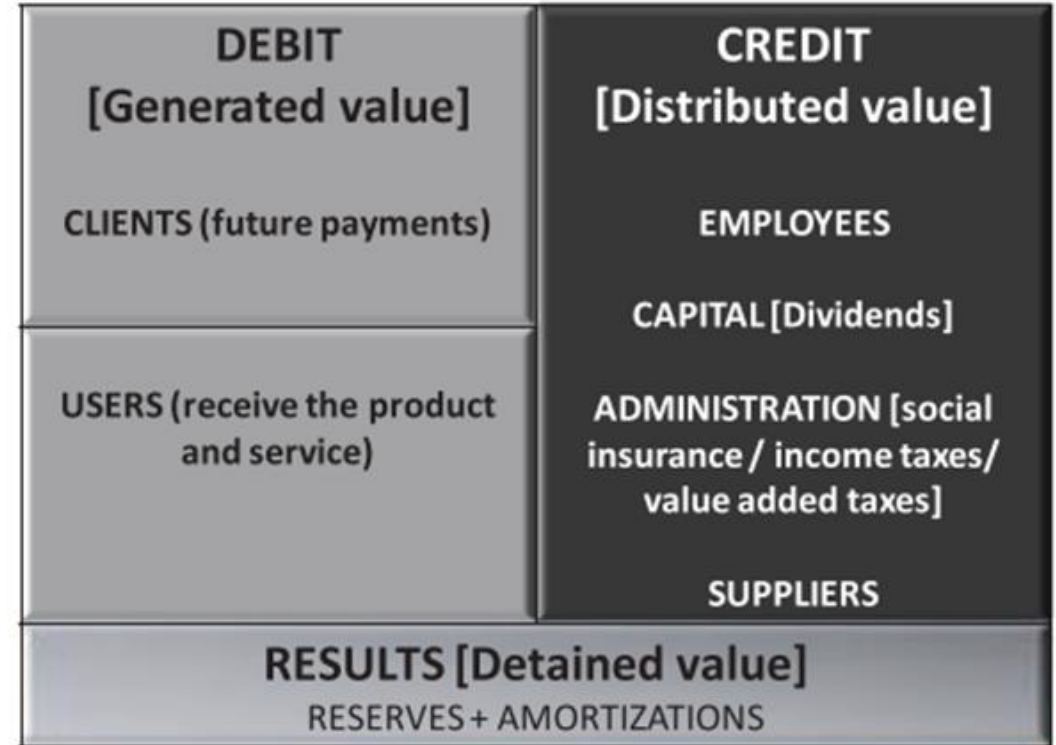 DEBIT
[Generated value]
CLIENTS (future payments)
USERS (receive the product
and service)
CREDIT
[Distributed value]
EMPLOYEES
CAPITAL [Dividends]
ADMINISTRATION [social
insurance / income taxes/
value added taxes]
SUPPLIERS
RESULTS [Detained value]
RESERVES + AMORTIZATIONS